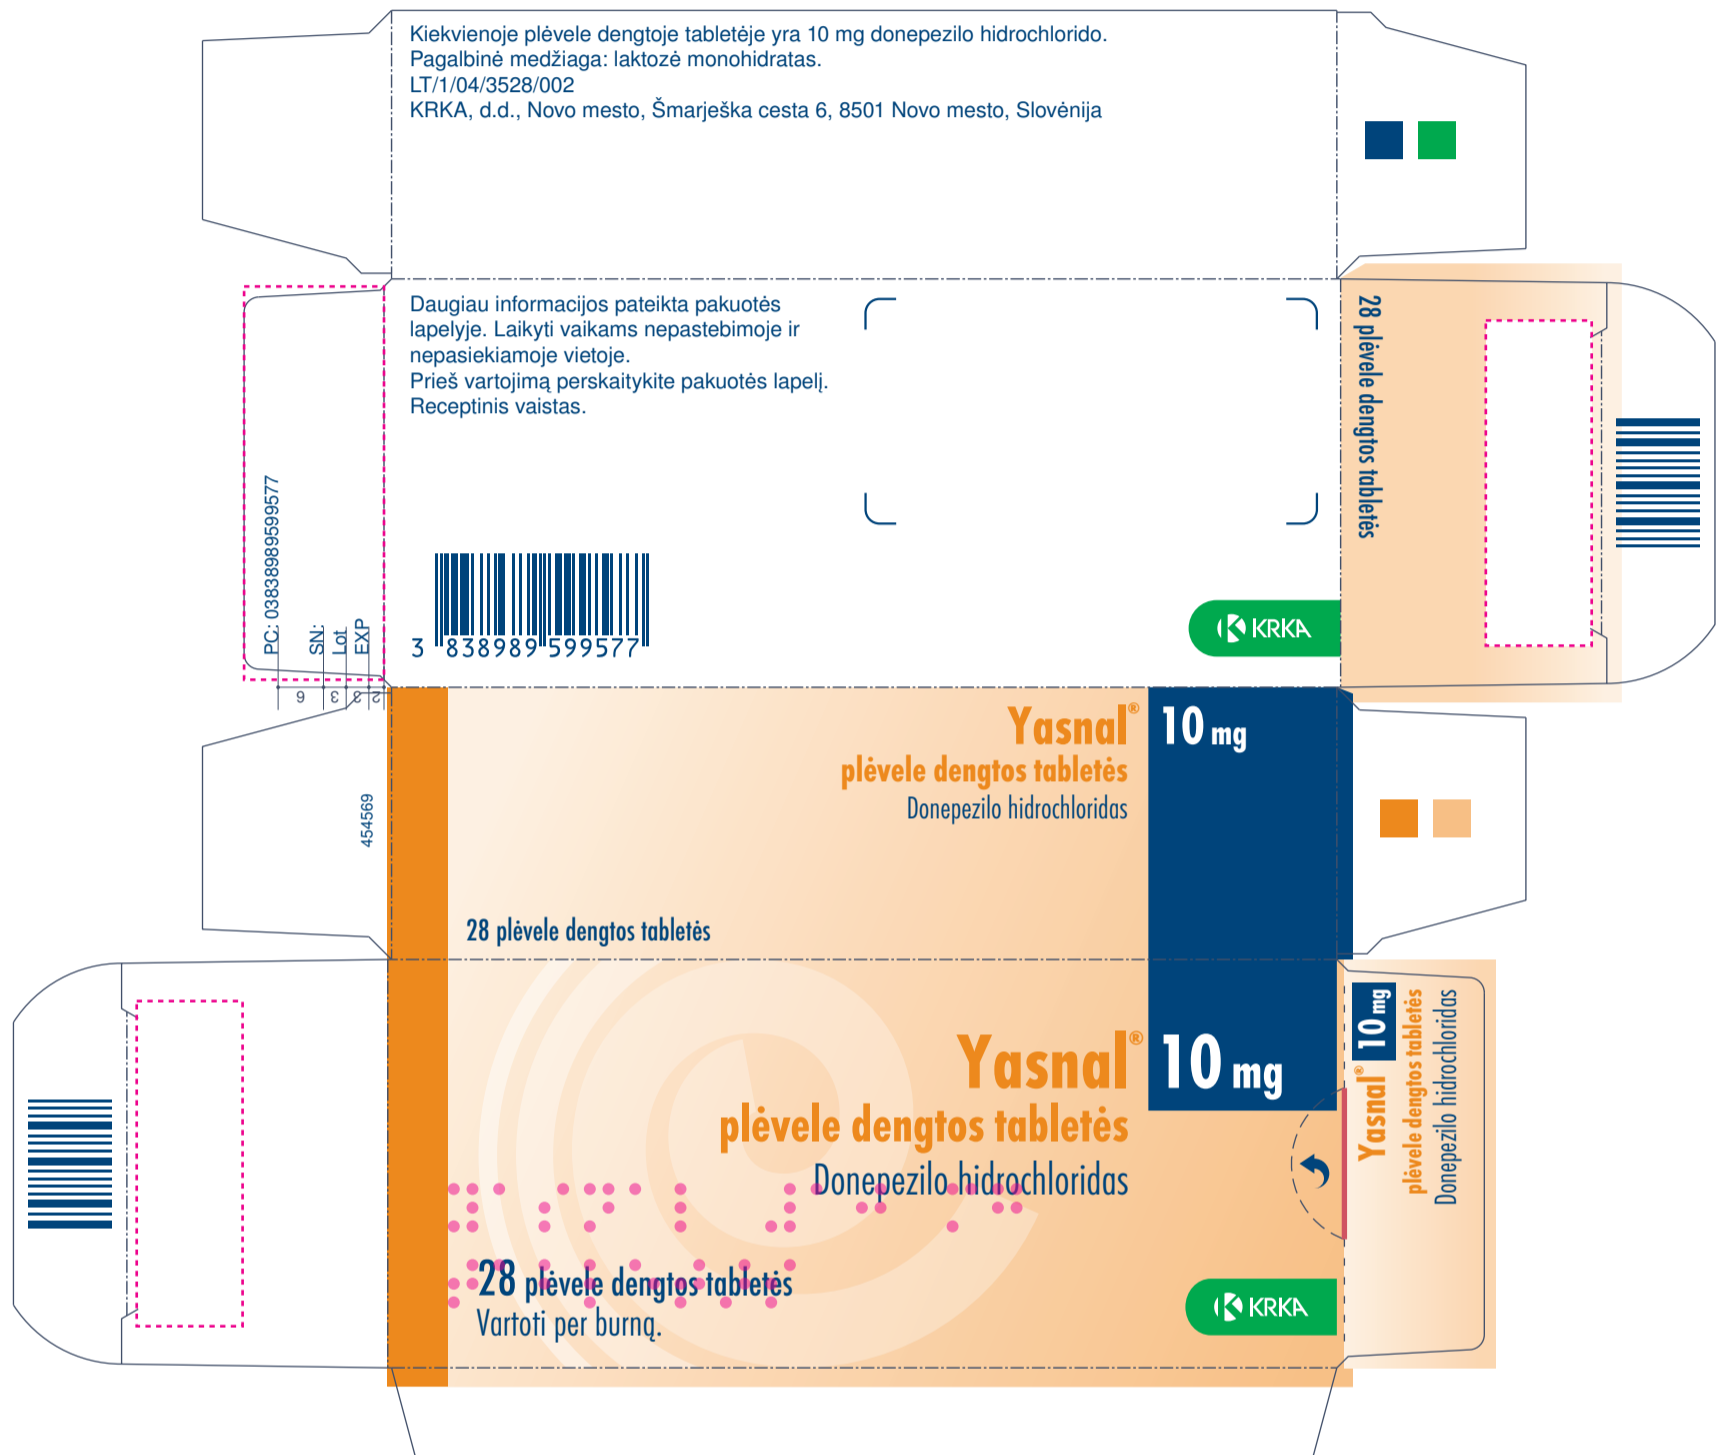 Kiekvienoje plėvele dengtoje tabletėje yra 10 mg donepezilo hidrochlorido.
Pagalbinė medžiaga: laktozė monohidratas.
LT/1/04/3528/002
KRKA, d.d., Novo mesto, Šmarješka cesta 6, 8501 Novo mesto, Slovėnija
Daugiau informacijos pateikta pakuotės
lapelyje. Laikyti vaikams nepastebimoje ir
nepasiekiamoje vietoje.
Prieš vartojimą perskaitykite pakuotės lapelį.
Receptinis vaistas.
28 plėvele dengtos tabletės
PC: 03838989599577
SN:
Lot
EXP
6 3 3 2
3 838989 599577
KRKA
Yasnal® 10 mg
plėvele dengtos tabletės
Donepezilo hidrochloridas
454569
28 plėvele dengtos tabletės
Yasnal® 10 mg
plėvele dengtos tabletės
Donepezilo hidrochloridas
28 plėvele dengtos tabletės
Vartoti per burną.
KRKA
Yasnal® 10 mg
plėvele dengtos tabletės
Donepezilo hidrochloridas